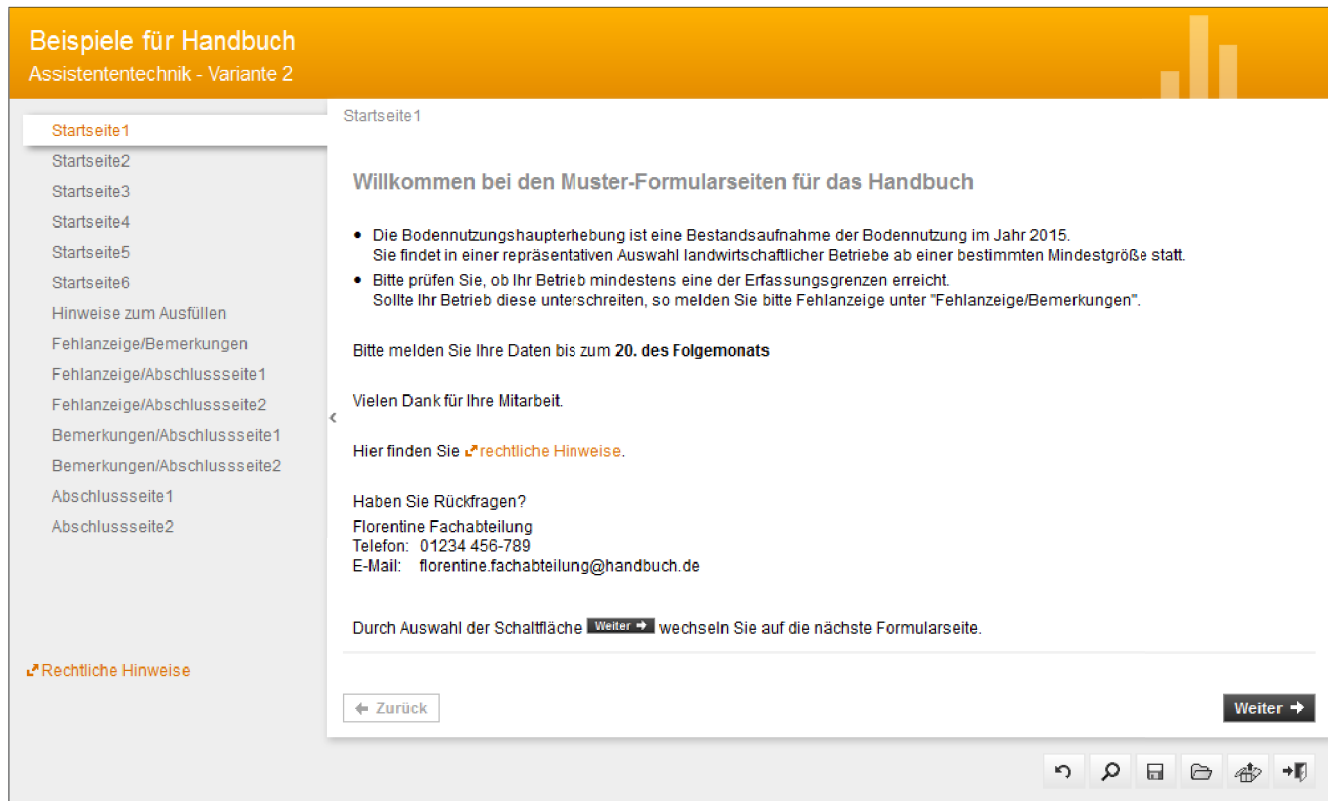 Beispiele für Handbuch
Assistententechnik - Variante 2
Startseite1
Startseite2
Startseite3
Startseite4
Startseite5
Startseite6
Hinweise zum Ausfüllen
Fehlanzeige/Bemerkungen
Fehlanzeige/Abschlussseite1
Fehlanzeige/Abschlussseite2
Bemerkungen/Abschlussseite1
Bemerkungen/Abschlussseite2
Abschlussseite1
Abschlussseite2
Rechtliche Hinweise
Startseite1
Willkommen bei den Muster-Formularseiten für das Handbuch
• Die Bodennutzungshaupterhebung ist eine Bestandsaufnahme der Bodennutzung im Jahr 2015.
Sie findet in einer repräsentativen Auswahl landwirtschaftlicher Betriebe ab einer bestimmten Mindestgröße statt.
• Bitte prüfen Sie, ob Ihr Betrieb mindestens eine der Erfassungsgrenzen erreicht.
Sollte Ihr Betrieb diese unterschreiten, so melden Sie bitte Fehlanzeige unter "Fehlanzeige/Bemerkungen".
Bitte melden Sie Ihre Daten bis zum 20. des Folgemonats
Vielen Dank für Ihre Mitarbeit.
Hier finden Sie rechtliche Hinweise.
Haben Sie Rückfragen?
Florentine Fachabteilung
Telefon: 01234 456-789
E-Mail: florentine.fachabteilung@handbuch.de
Durch Auswahl der Schaltfläche Weiter wechseln Sie auf die nächste Formularseite.
Zurück
Weiter